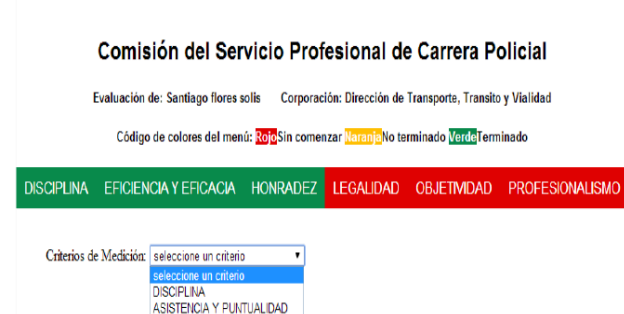 Comisión del Servicio Profesional de Carrera Policial
Evaluación de: Santiago flores solis Corporación: Dirección de Transporte, Transito y Vialidad
Código de colores del menú: Rojo Sin comenzar Naranja No terminado Verde Terminado
DISCIPLINA EFICIENCIA Y EFICACIA HONRADEZ LEGALIDAD OBJETIVIDAD PROFESIONALISMO
Criterios de Medición: seleccione un criterio
seleccione un criterio
DISCIPLINA
ASISTENCIA Y PUNTUALIDAD